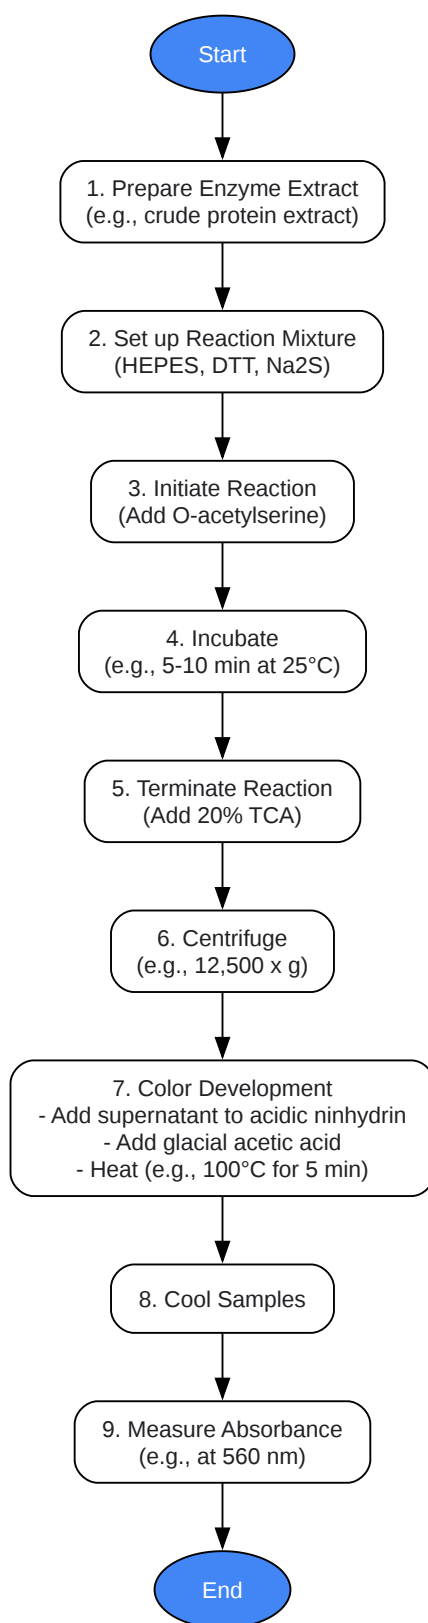 Start
1. Prepare Enzyme Extract
(e.g., crude protein extract)
2. Set up Reaction Mixture
(HEPES, DTT, Na2S)
3. Initiate Reaction
(Add O-acetylserine)
4. Incubate
(e.g., 5-10 min at 25°C)
5. Terminate Reaction
(Add 20% TCA)
6. Centrifuge
(e.g., 12,500 x g)
7. Color Development
- Add supernatant to acidic ninhydrin
- Add glacial acetic acid
- Heat (e.g., 100°C for 5 min)
8. Cool Samples
9. Measure Absorbance
(e.g., at 560 nm)
End